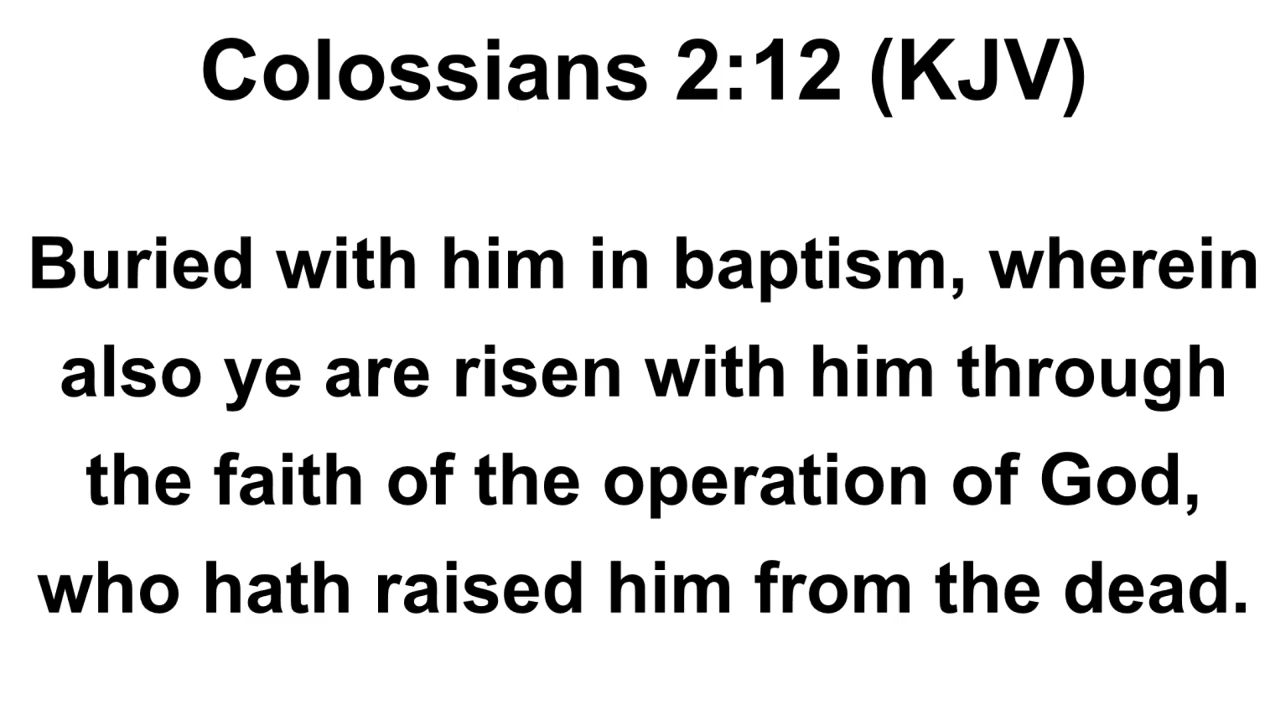 Colossians 2:12 (KJV)
Buried with him in baptism, wherein
also ye are risen with him through
the faith of the operation of God,
who hath raised him from the dead.